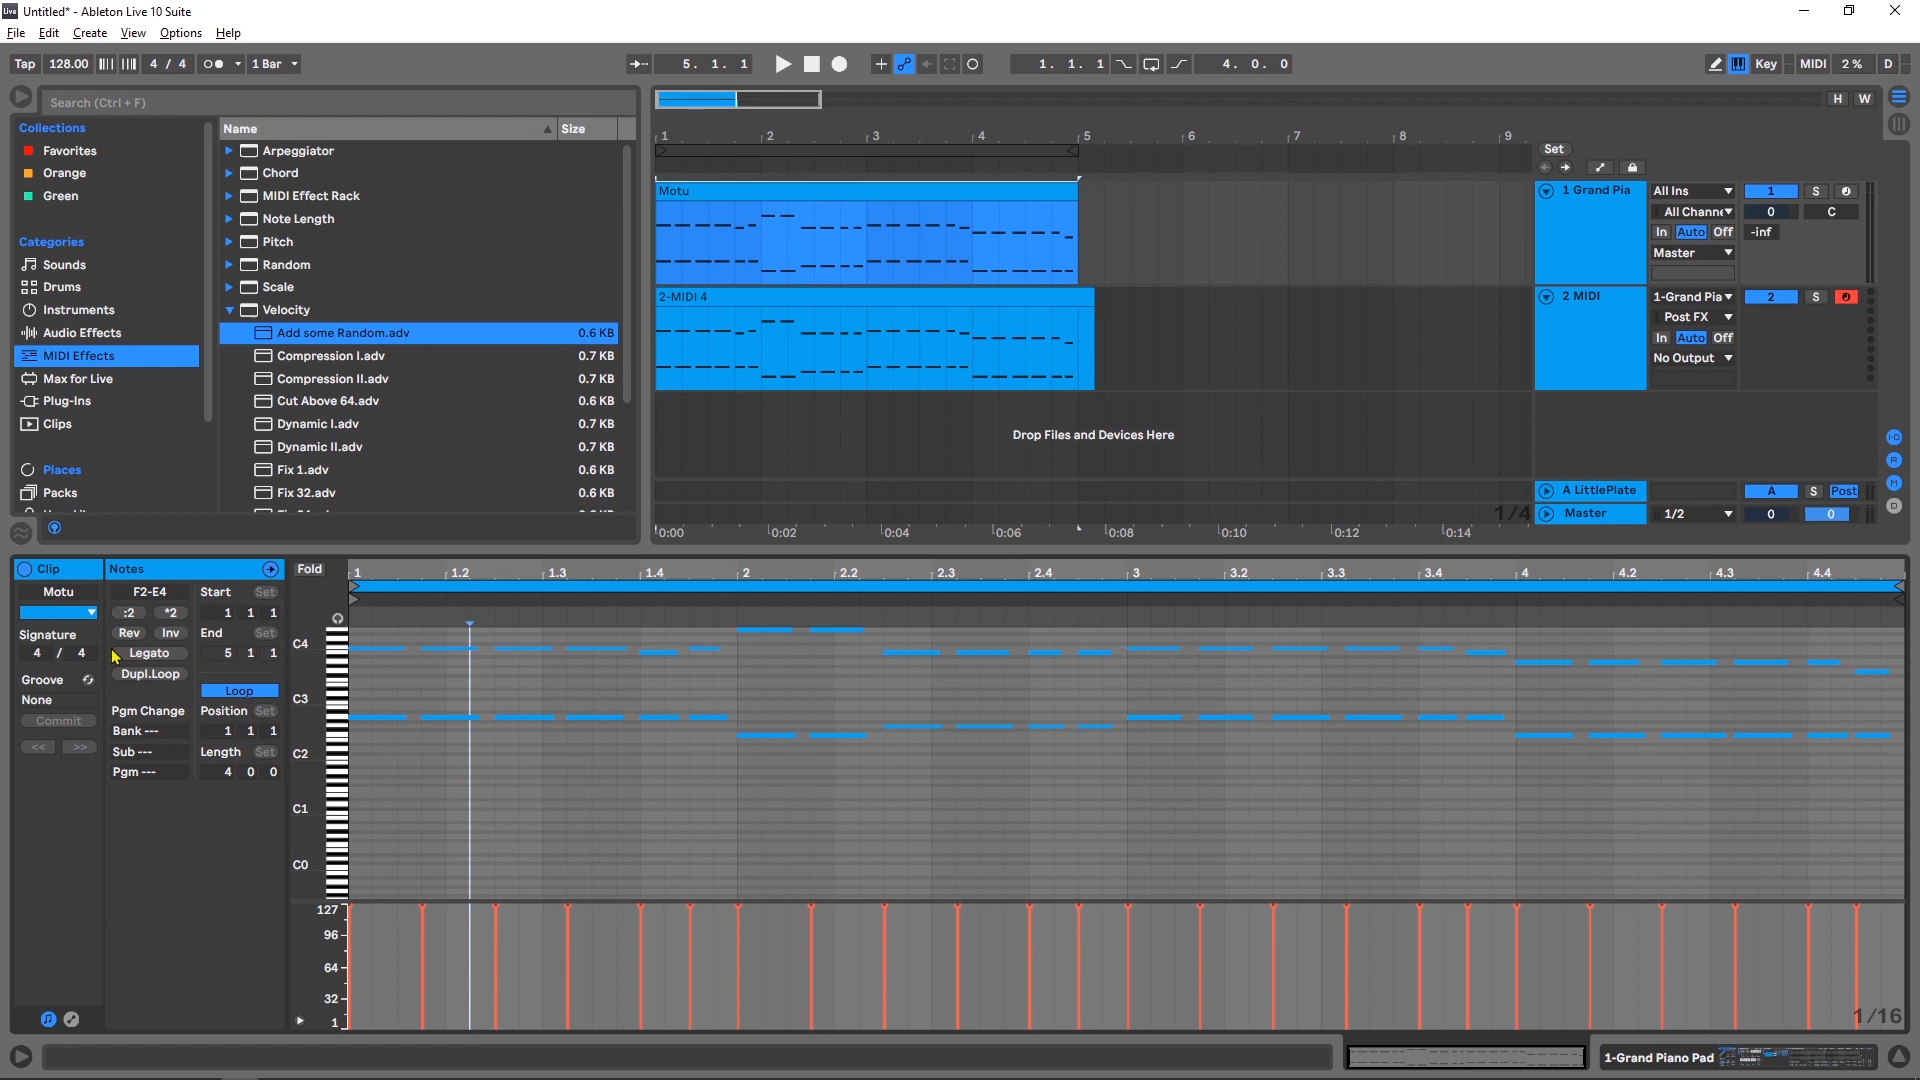 Untitled* - Ableton Live 10 Suite
File Edit Create View Options Help
Tap 128.00 4 / 4 1 Bar 5. 1. 1 1. 1. 1 4. 0. 0 Key MIDI 2 % D
Search (Ctrl + F)
H W
Collections
Favorites
Orange
Green
Categories
Sounds
Drums
Instruments
Audio Effects
MIDI Effects
Max for Live
Plug-Ins
Clips
Places
Packs
Name Size
Arpeggiator
Chord
MIDI Effect Rack
Note Length
Pitch
Random
Scale
Velocity
Add some Random.adv 0.6 KB
Compression I.adv 0.7 KB
Compression II.adv 0.7 KB
Cut Above 64.adv 0.6 KB
Dynamic I.adv 0.7 KB
Dynamic II.adv 0.7 KB
Fix 1.adv 0.6 KB
Fix 32.adv 0.6 KB
1 2 3 4 5 6 7 8 9
Set
Motu
2-MIDI 4
Drop Files and Devices Here
1/4
0:00 0:02 0:04 0:06 0:08 0:10 0:12 0:14
1 Grand Pia All Ins 1 S
All Channe 0 C
In Auto Off -inf
Master
2 MIDI 1-Grand Pia 2 S
Post FX
In Auto Off
No Output
A LittlePlate A S Post
Master 1/2 0 0
I·O
R
M
D
Clip
Motu
Signature
4 / 4
Groove
None
Commit
<< >>
Notes
F2-E4
:2 *2
Rev Inv
Legato
Dupl.Loop
Pgm Change
Bank ---
Sub ---
Pgm ---
Start Set
1 1 1
End Set
5 1 1
Loop
Position Set
1 1 1
Length Set
4 0 0
Fold
1 1.2 1.3 1.4 2 2.2 2.3 2.4 3 3.2 3.3 3.4 4 4.2 4.3 4.4
C4
C3
C2
C1
C0
127
96
64
32
1
1/16
1-Grand Piano Pad